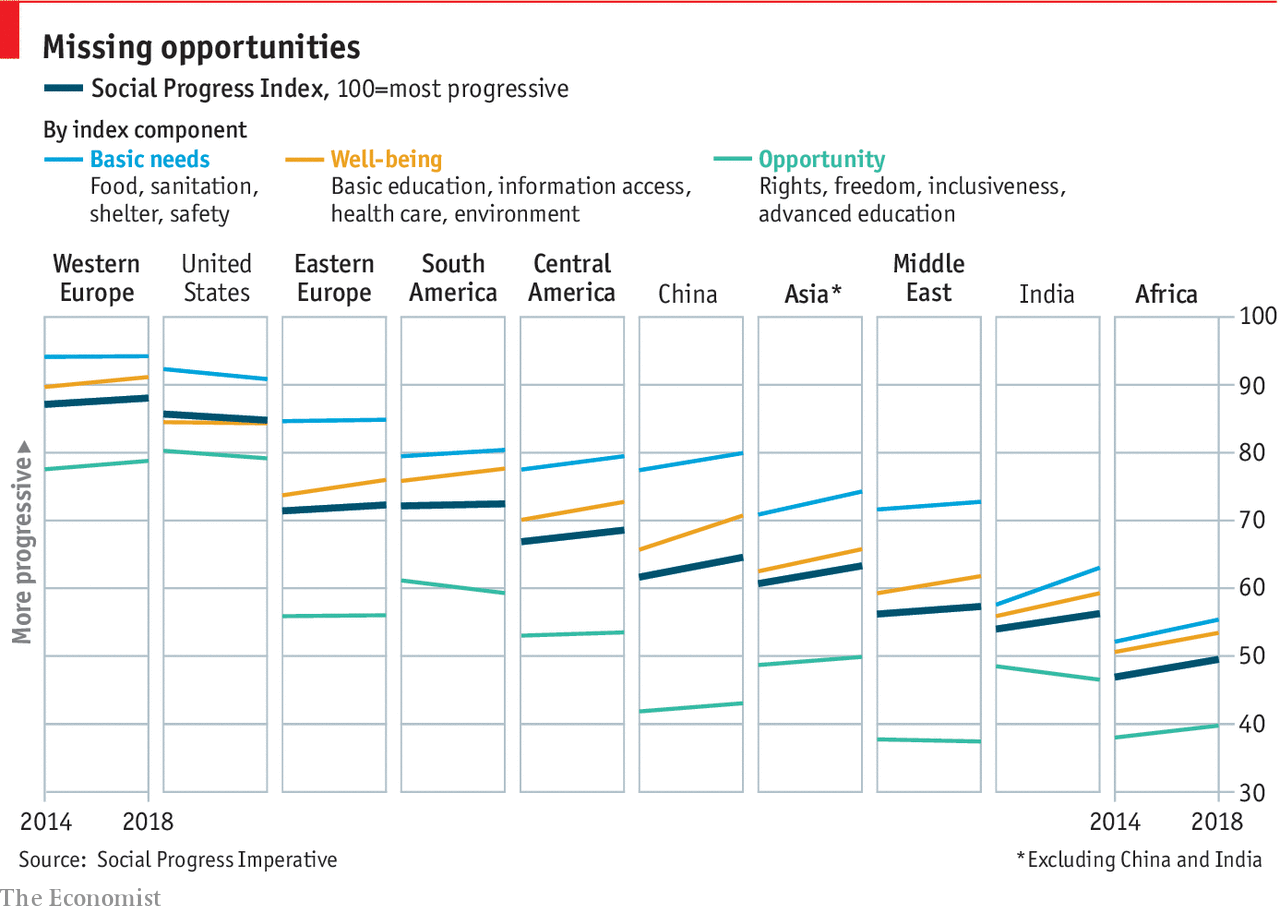 Missing opportunities
Social Progress Index, 100=most progressive
By index component
Basic needs
Food, sanitation,
shelter, safety
Well-being
Basic education, information access,
health care, environment
Opportunity
Rights, freedom, inclusiveness,
advanced education
Western
Europe
United
States
Eastern
Europe
South
America
Central
America
China
Asia*
Middle
East
India
Africa
100
90
80
70
60
50
40
30
More progressive▲
2014
2018
2014
2018
Source: Social Progress Imperative
*Excluding China and India
The Economist